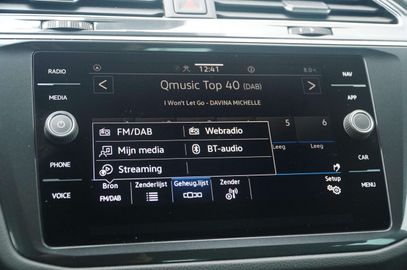 RADIO
12:41
8.0
NAV
Qmusic Top 40 (DAB)
MEDIA
APP
I Won't Let Go - DAVINA MICHELLE
FM/DAB
Webradio
5
6
Mijn media
BT-audio
Leeg
Leeg
PHONE
CAR
Streaming
Bron
Zenderlijst
Geheug.lijst
Zender
Setup
VOICE
FM/DAB
MENU